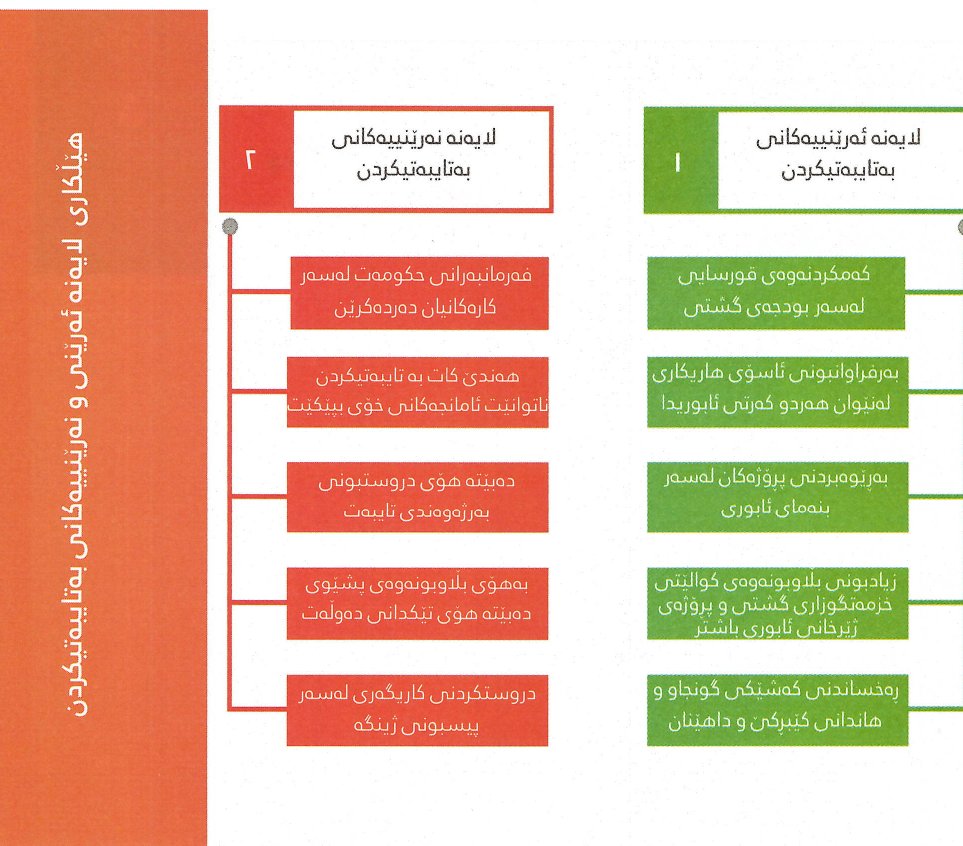 هێڵکاری لایەنە ئەرێنی و نەرێنییەکانی بەتایبەتیکردن
١
لایەنە ئەرێنییەکانی
بەتایبەتیکردن
کەمکردنەوەی قورسایی
لەسەر بودجەی گشتی
بەرفراوانبونی ئاسۆی هاریکاری
لەنێوان هەردو کەرتی ئابوریدا
بەرێوەبردنی پرۆژەکان لەسەر
بنەمای ئابوری
زیادبونی بڵاوبونەوەی کوالێتی
خزمەتگوزاری گشتی و پرۆژەی
ژێرخانی ئابوری باشتر
ڕەخساندنی کەشێکی گونجاو و
هاندانی کێبرکێ و داهێنان
٢
لایەنە نەرێنییەکانی
بەتایبەتیکردن
فەرمانبەرانی حکومەت لەسەر
کارەکانیان دەردەکرێن
هەندێ کات بە تایبەتیکردن
ناتوانێت ئامانجەکانی خۆی بپێکێت
دەبێتە هۆی دروستبونی
بەرژەوەندی تایبەت
بەهۆی بڵاوبونەوەی پشێوی
دەبێتە هۆی تێکدانی دەوڵەت
دروستکردنی کاریگەری لەسەر
پیسبونی ژینگە